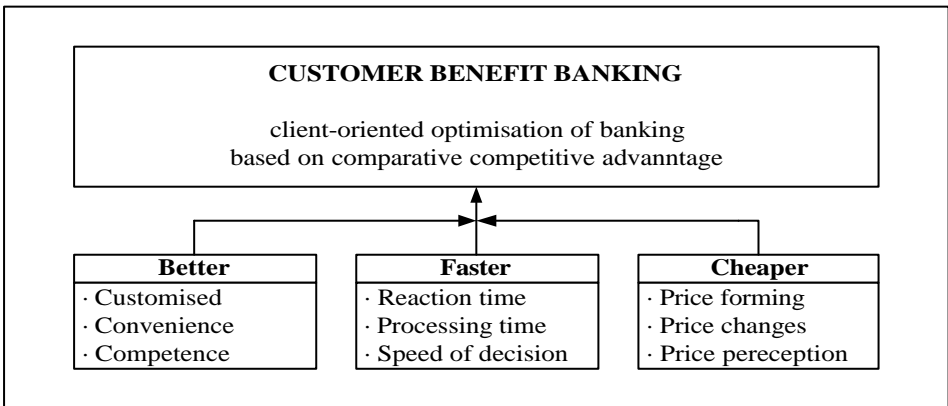 CUSTOMER BENEFIT BANKING
client-oriented optimisation of banking
based on comparative competitive advanntage
Better
· Customised
· Convenience
· Competence
Faster
· Reaction time
· Processing time
· Speed of decision
Cheaper
· Price forming
· Price changes
· Price pereception